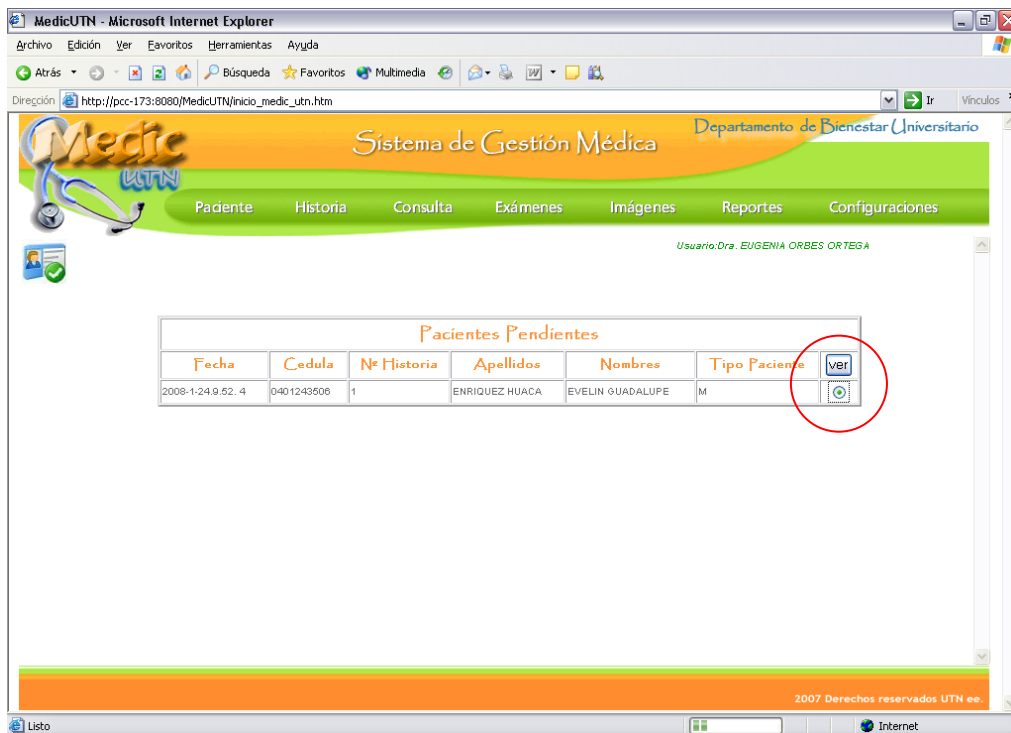 MedicUTN - Microsoft Internet Explorer
Archivo Edición Ver Favoritos Herramientas Ayuda
Atrás Búsqueda Favoritos Multimedia
Dirección http://pcc-173:8080/MedicUTN/inicio_medic_utn.htm Ir Vínculos
Medic UTN
Sistema de Gestión Médica
Departamento de Bienestar Universitario
Paciente Historia Consulta Exámenes Imágenes Reportes Configuraciones
Usuario:Dra. EUGENIA ORBES ORTEGA
Pacientes Pendientes
Fecha Cedula Nº Historia Apellidos Nombres Tipo Paciente ver
2008-1-24.9.52. 4 0401243506 1 ENRIQUEZ HUACA EVELIN GUADALUPE M
2007 Derechos reservados UTN ee.
Listo Internet